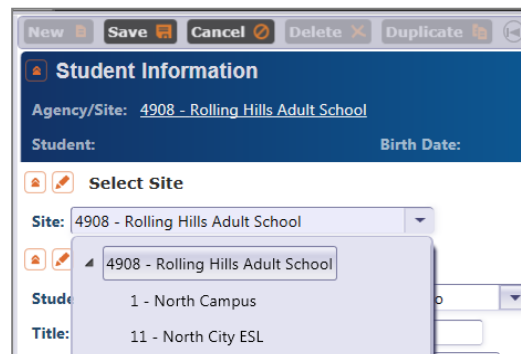 New Save Cancel Delete Duplicate
Student Information
Agency/Site: 4908 - Rolling Hills Adult School
Student: Birth Date:
Select Site
Site: 4908 - Rolling Hills Adult School
4908 - Rolling Hills Adult School
1 - North Campus
Title:
11 - North City ESL